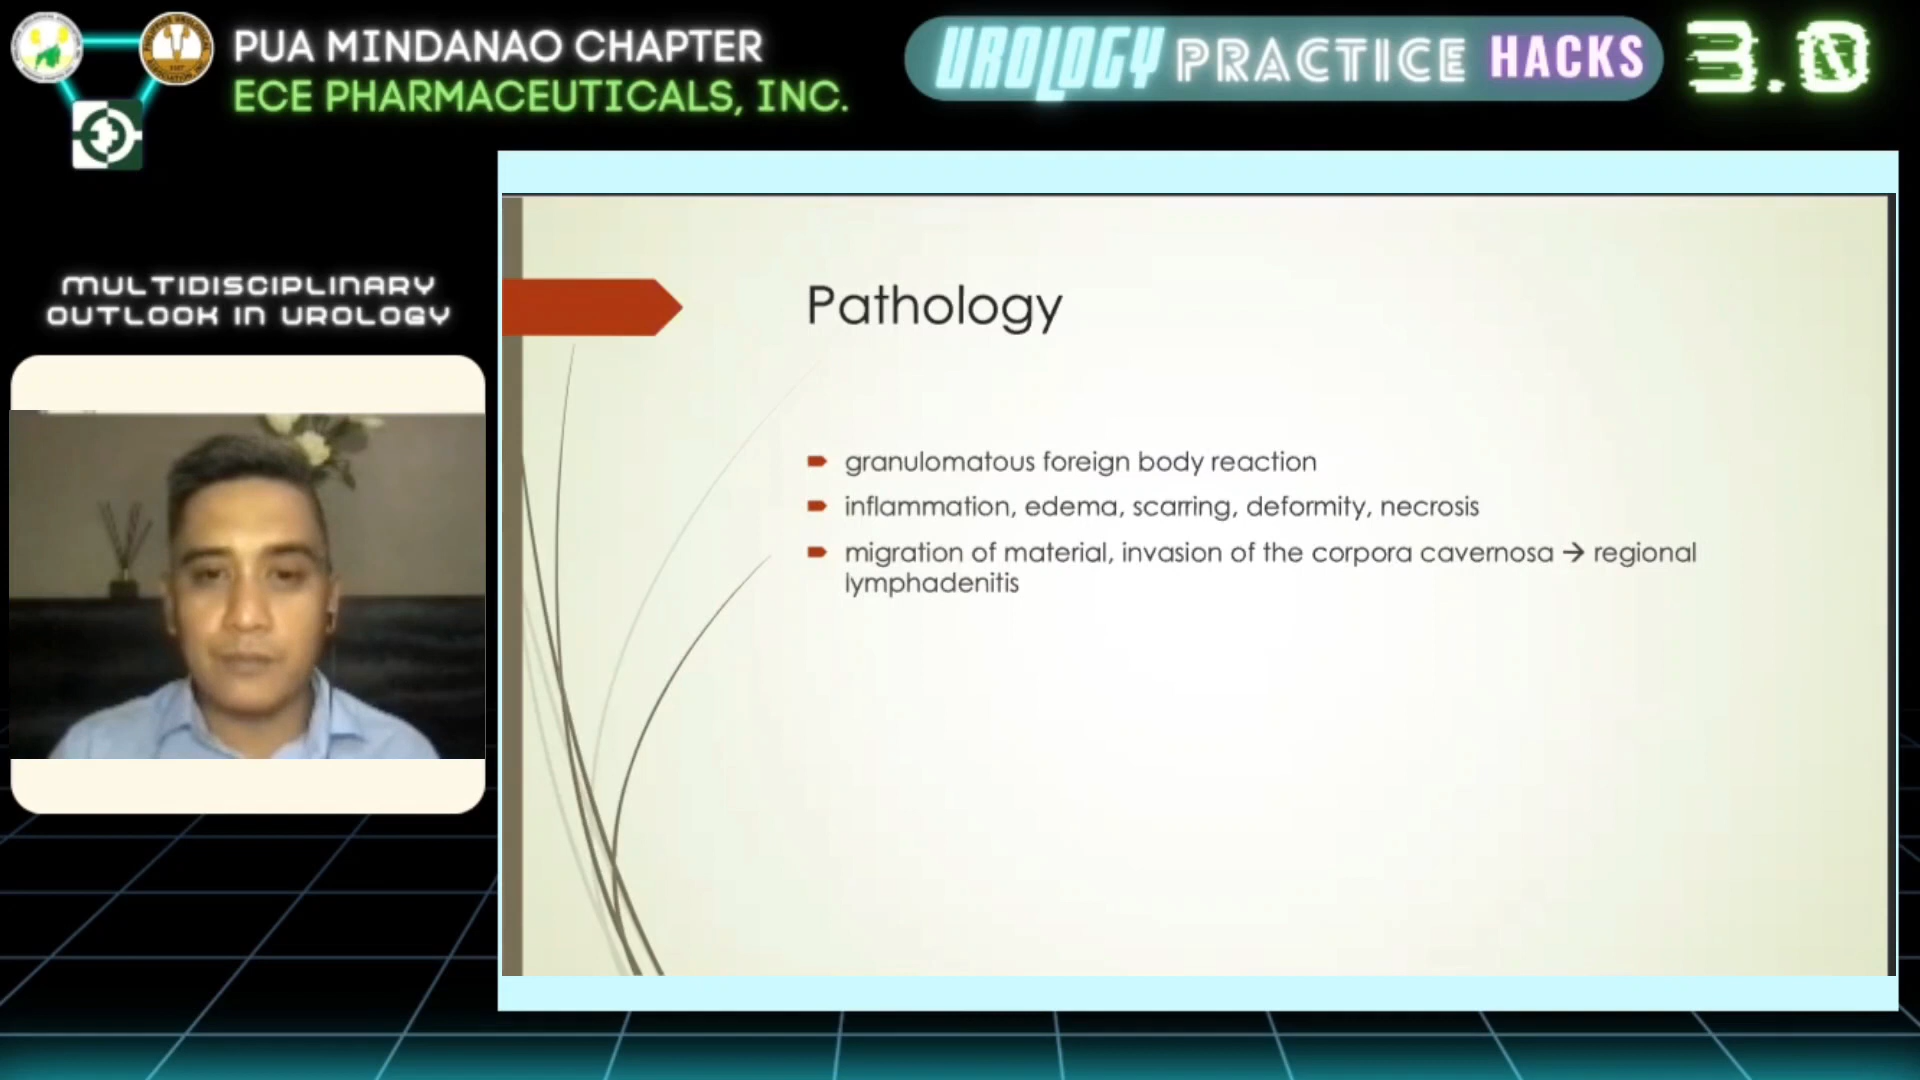 PUA MINDANAO CHAPTER
ECE PHARMACEUTICALS, INC.
UROLOGY PRACTICE HACKS 3.0
MULTIDISCIPLINARY
OUTLOOK IN UROLOGY
Pathology
granulomatous foreign body reaction
inflammation, edema, scarring, deformity, necrosis
migration of material, invasion of the corpora cavernosa → regional
lymphadenitis